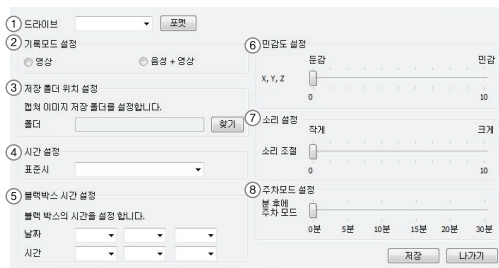 ① 드라이브 포맷
② 기록모드 설정
영상 음성 + 영상
③ 저장 폴더 위치 설정
캡쳐 이미지 저장 폴더를 설정합니다.
폴더 찾기
④ 시간 설정
표준시
⑤ 블랙박스 시간 설정
블랙 박스의 시간을 설정 합니다.
날짜
시간
⑥ 민감도 설정
둔감 민감
X, Y, Z
0 10
⑦ 소리 설정
작게 크게
소리 조절
0 10
⑧ 주차모드 설정
분 후에
주차 모드
0분 5분 10분 15분 20분 30분
저장 나가기